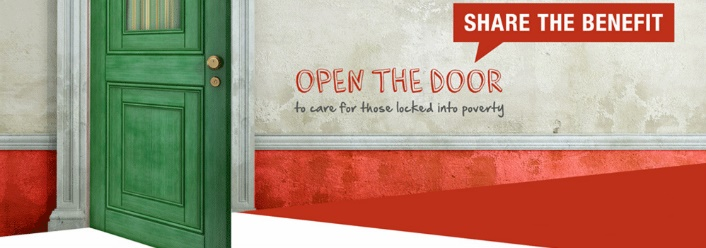 SHARE THE BENEFIT
OPEN THE DOOR
to care for those locked into poverty